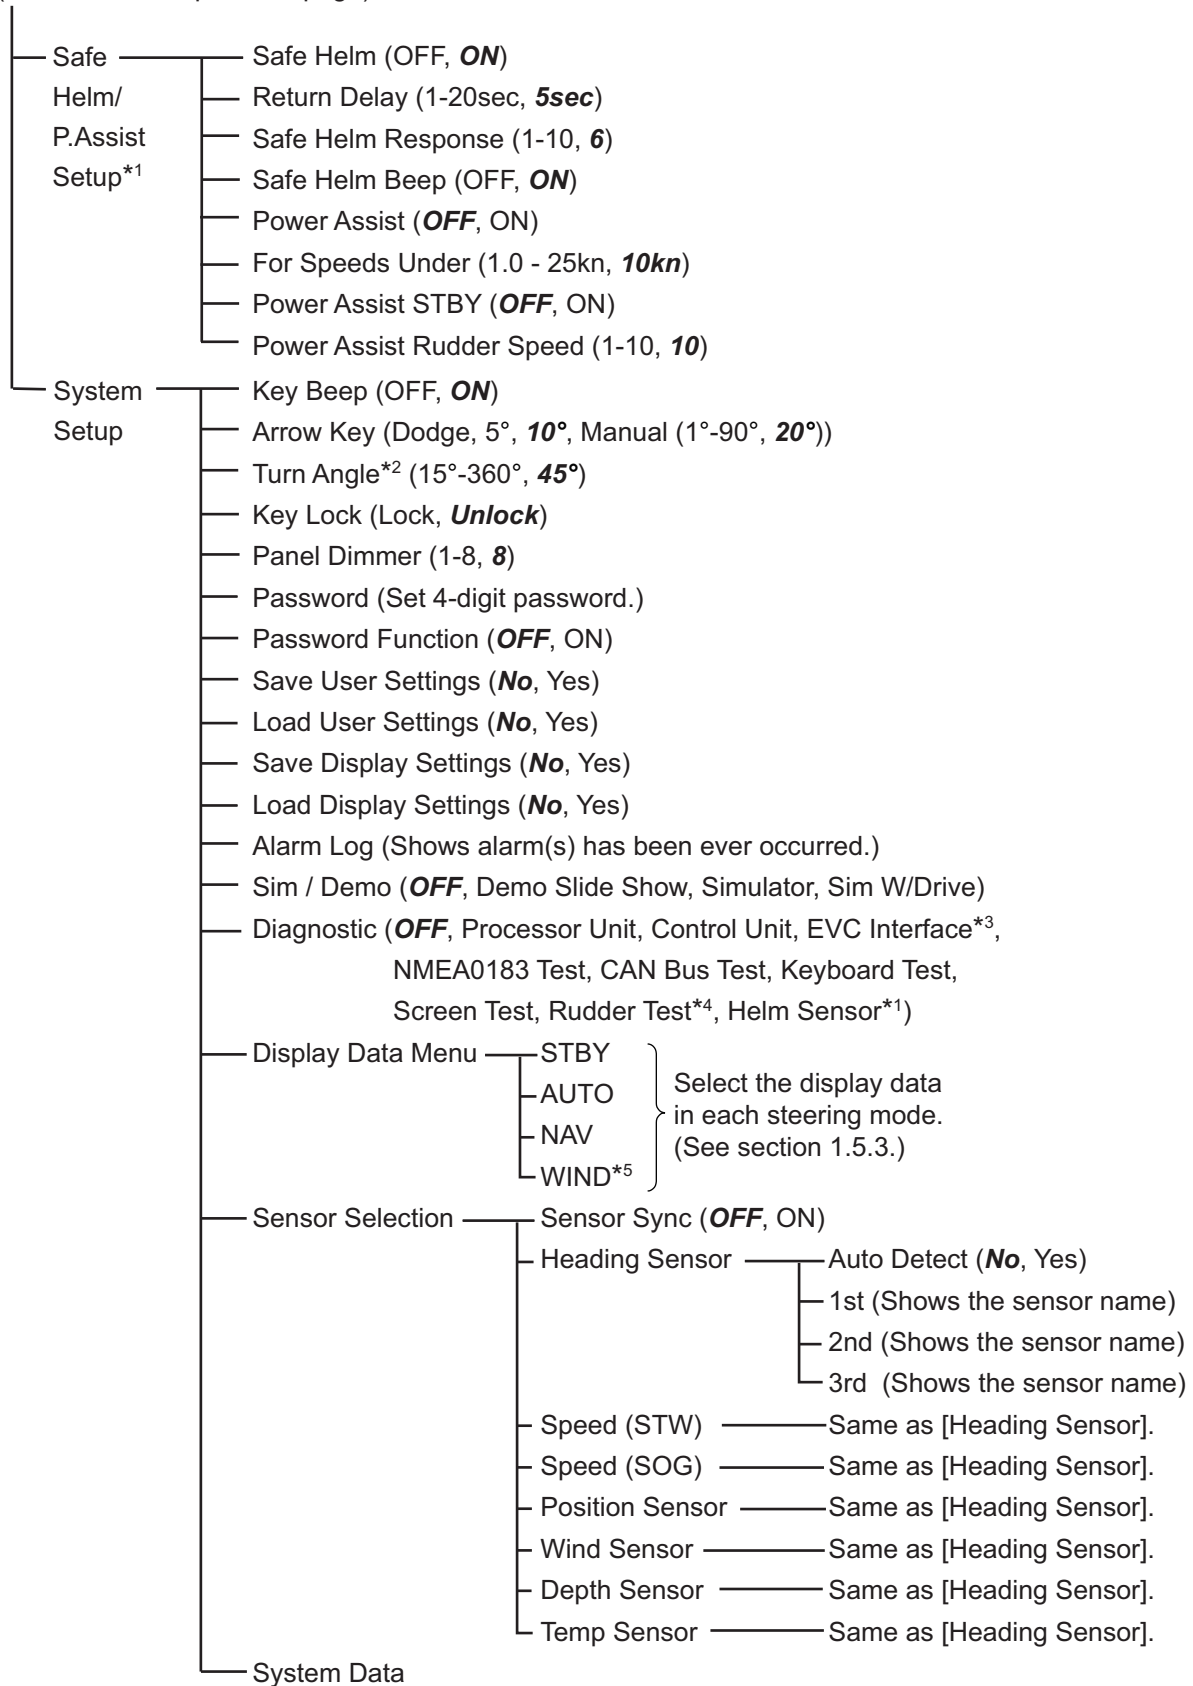 Safe
Helm/
P.Assist
Setup*1
Safe Helm (OFF, ON)
Return Delay (1-20sec, 5sec)
Safe Helm Response (1-10, 6)
Safe Helm Beep (OFF, ON)
Power Assist (OFF, ON)
For Speeds Under (1.0 - 25kn, 10kn)
Power Assist STBY (OFF, ON)
Power Assist Rudder Speed (1-10, 10)
System
Setup
Key Beep (OFF, ON)
Arrow Key (Dodge, 5°, 10°, Manual (1°-90°, 20°))
Turn Angle*2 (15°-360°, 45°)
Key Lock (Lock, Unlock)
Panel Dimmer (1-8, 8)
Password (Set 4-digit password.)
Password Function (OFF, ON)
Save User Settings (No, Yes)
Load User Settings (No, Yes)
Save Display Settings (No, Yes)
Load Display Settings (No, Yes)
Alarm Log (Shows alarm(s) has been ever occurred.)
Sim / Demo (OFF, Demo Slide Show, Simulator, Sim W/Drive)
Diagnostic (OFF, Processor Unit, Control Unit, EVC Interface*3,
NMEA0183 Test, CAN Bus Test, Keyboard Test,
Screen Test, Rudder Test*4, Helm Sensor*1)
Display Data Menu
STBY
AUTO
NAV
WIND*5
Select the display data
in each steering mode.
(See section 1.5.3.)
Sensor Selection
Sensor Sync (OFF, ON)
Heading Sensor
Auto Detect (No, Yes)
1st (Shows the sensor name)
2nd (Shows the sensor name)
3rd (Shows the sensor name)
Speed (STW)
Same as [Heading Sensor].
Speed (SOG)
Same as [Heading Sensor].
Position Sensor
Same as [Heading Sensor].
Wind Sensor
Same as [Heading Sensor].
Depth Sensor
Same as [Heading Sensor].
Temp Sensor
Same as [Heading Sensor].
System Data